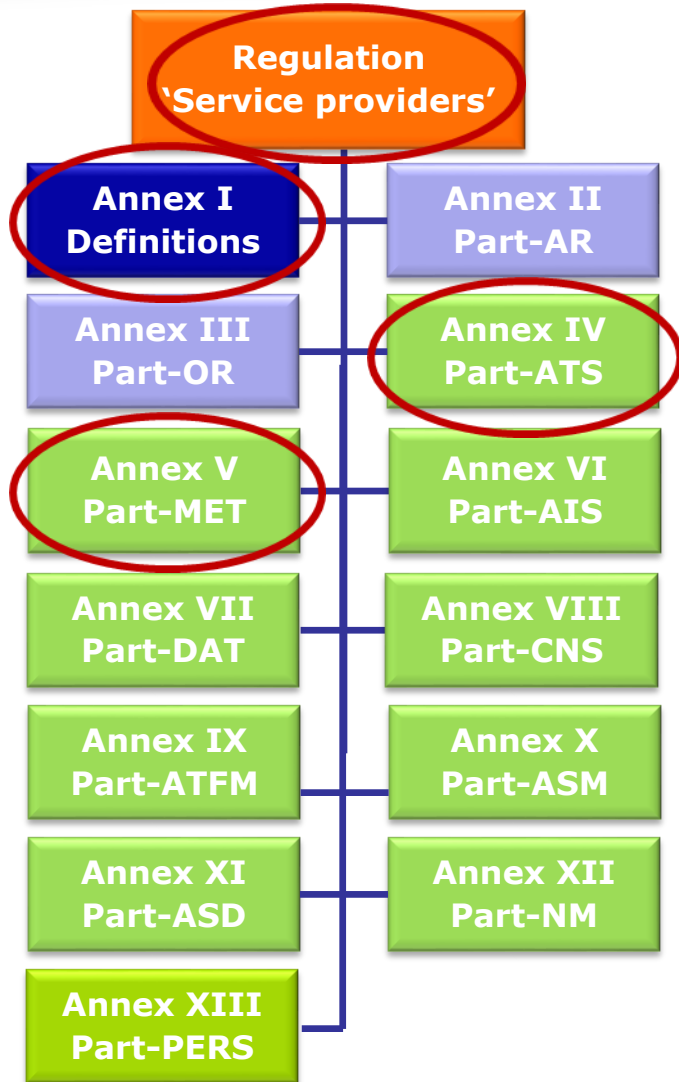 Regulation
‘Service providers’
Annex I
Definitions
Annex II
Part-AR
Annex III
Part-OR
Annex IV
Part-ATS
Annex V
Part-MET
Annex VI
Part-AIS
Annex VII
Part-DAT
Annex VIII
Part-CNS
Annex IX
Part-ATFM
Annex X
Part-ASM
Annex XI
Part-ASD
Annex XII
Part-NM
Annex XIII
Part-PERS